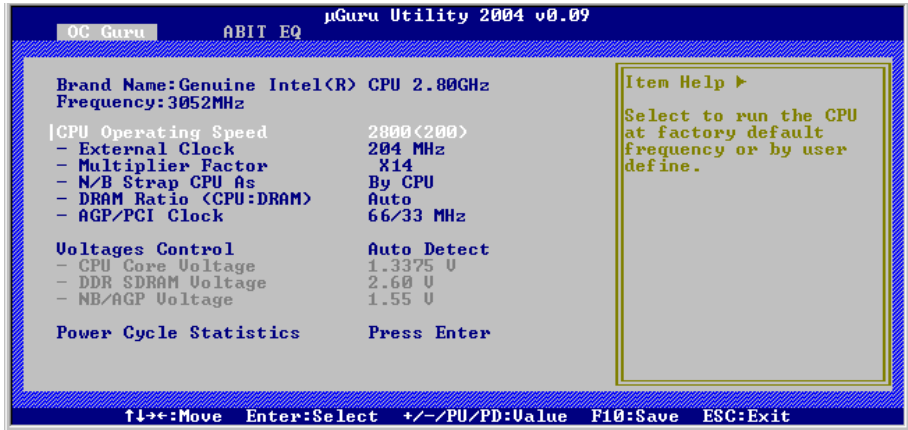 µGuru Utility 2004 v0.09
OC Guru ABIT EQ
Brand Name:Genuine Intel(R) CPU 2.80GHz
Frequency:3052MHz
CPU Operating Speed 2800(200)
- External Clock 204 MHz
- Multiplier Factor X14
- N/B Strap CPU As By CPU
- DRAM Ratio (CPU:DRAM) Auto
- AGP/PCI Clock 66/33 MHz
Voltages Control Auto Detect
- CPU Core Voltage 1.3375 V
- DDR SDRAM Voltage 2.60 V
- NB/AGP Voltage 1.55 V
Power Cycle Statistics Press Enter
Item Help ►
Select to run the CPU
at factory default
frequency or by user
define.
↑↓→←:Move Enter:Select +/-/PU/PD:Value F10:Save ESC:Exit